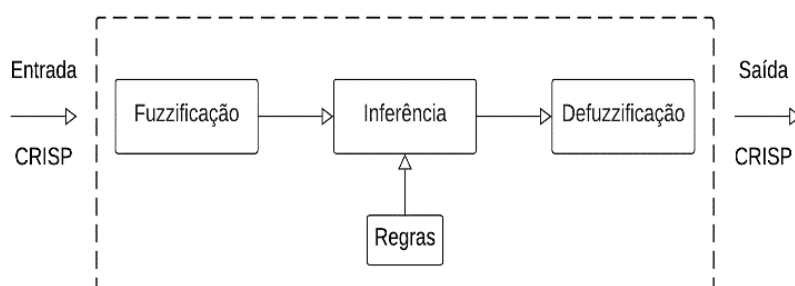 Entrada
CRISP
Fuzzificação
Inferência
Defuzzificação
Regras
Saída
CRISP